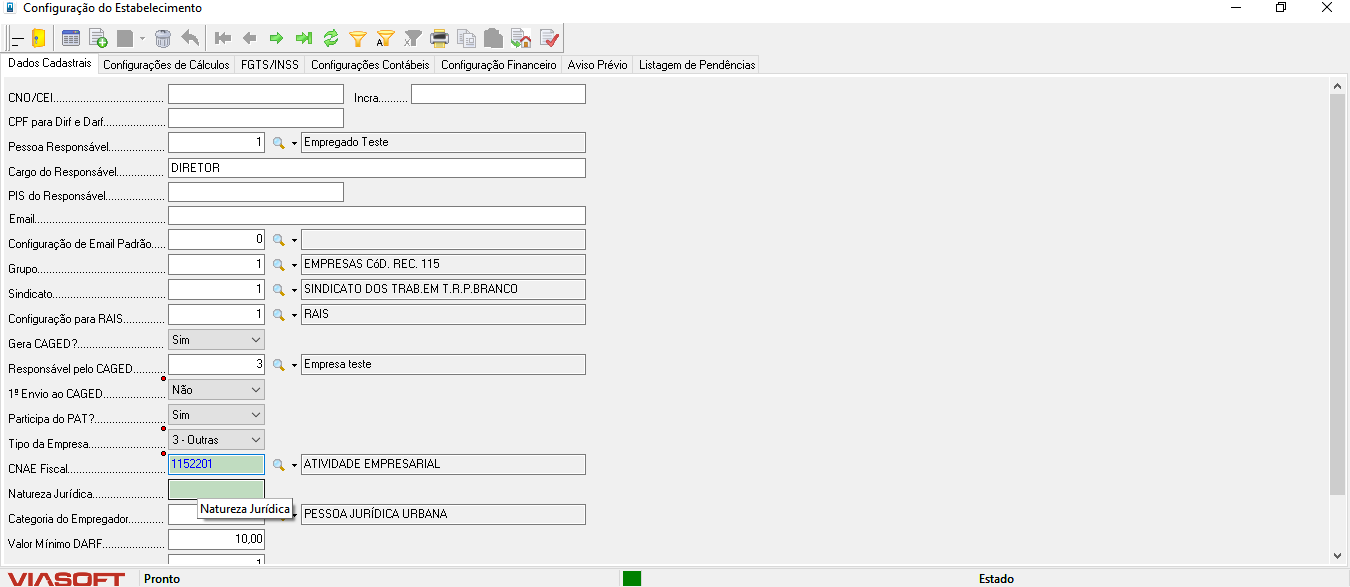 Configuração do Estabelecimento
Dados Cadastrais Configurações de Cálculos FGTS/INSS Configurações Contábeis Configuração Financeiro Aviso Prévio Listagem de Pendências
CNO/CEI................................... Incra..........
CPF para Dirf e Darf...................
Pessoa Responsável................. 1 Empregado Teste
Cargo do Responsável............... DIRETOR
PIS do Responsável...................
Email.........................................
Configuração de Email Padrão..... 0
Grupo........................................ 1 EMPRESAS CóD. REC. 115
Sindicato................................... 1 SINDICATO DOS TRAB.EM T.R.P.BRANCO
Configuração para RAIS............. 1 RAIS
Gera CAGED?........................... Sim
Responsável pelo CAGED.......... 3 Empresa teste
1º Envio ao CAGED.................... Não
Participa do PAT?...................... Sim
Tipo da Empresa........................ 3 - Outras
CNAE Fiscal............................... 1152201 ATIVIDADE EMPRESARIAL
Natureza Jurídica.......................
Natureza Jurídica
Categoria do Empregador........... PESSOA JURÍDICA URBANA
Valor Mínimo DARF.................... 10,00
1
VIASOFT Pronto Estado